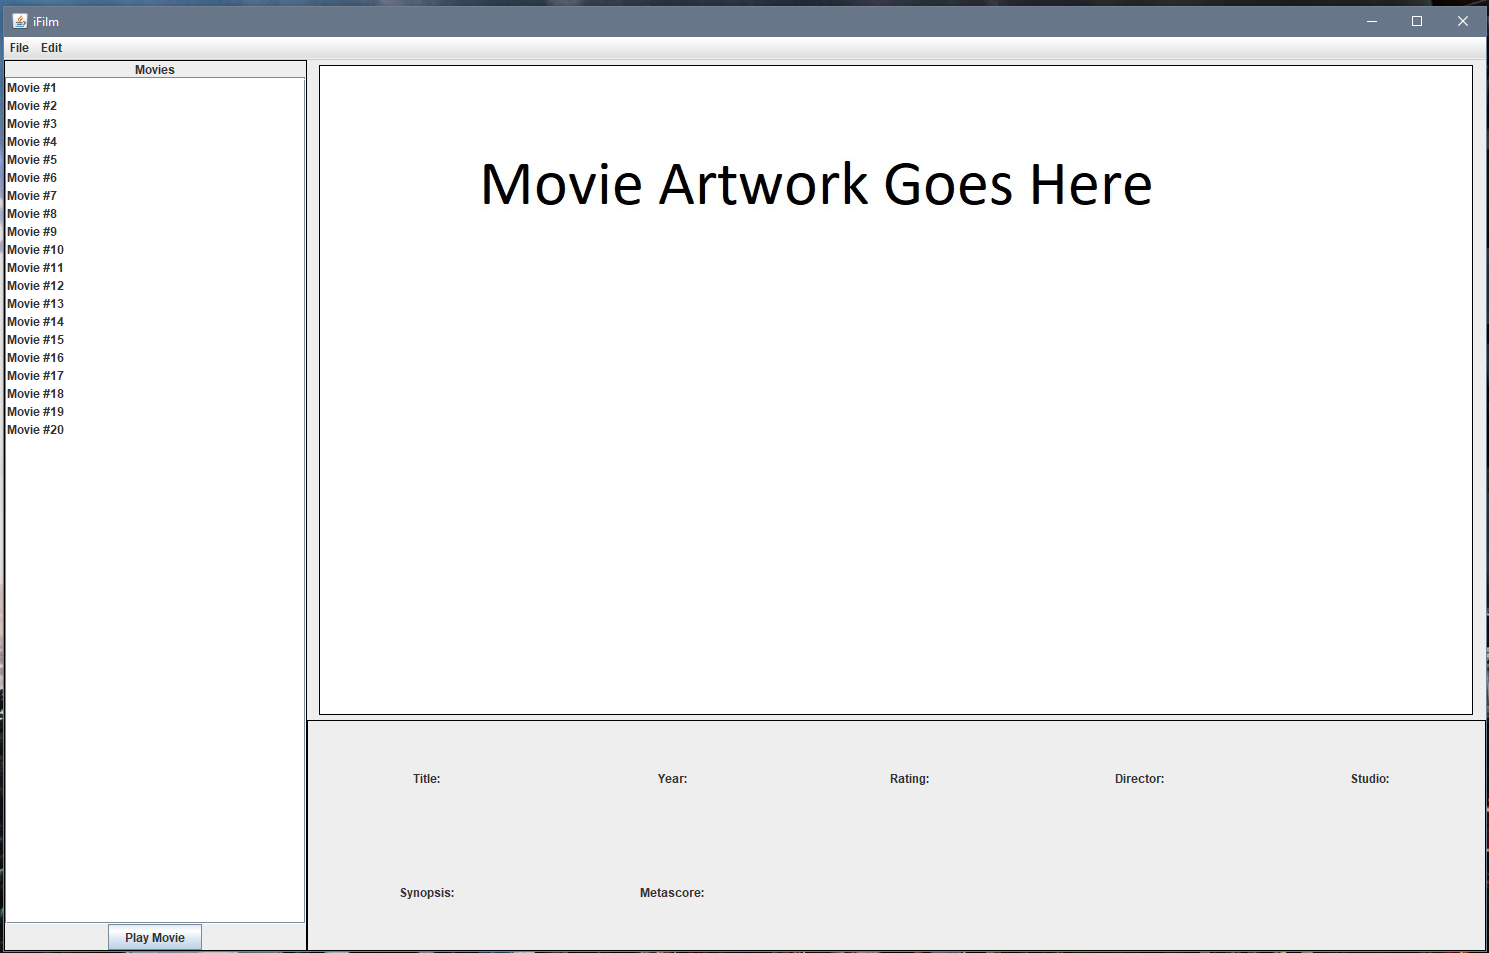 iFilm
File Edit
Movies
Movie #1
Movie #2
Movie #3
Movie #4
Movie #5
Movie #6
Movie #7
Movie #8
Movie #9
Movie #10
Movie #11
Movie #12
Movie #13
Movie #14
Movie #15
Movie #16
Movie #17
Movie #18
Movie #19
Movie #20
Play Movie
Movie Artwork Goes Here
Title: Year: Rating: Director: Studio:
Synopsis: Metascore: